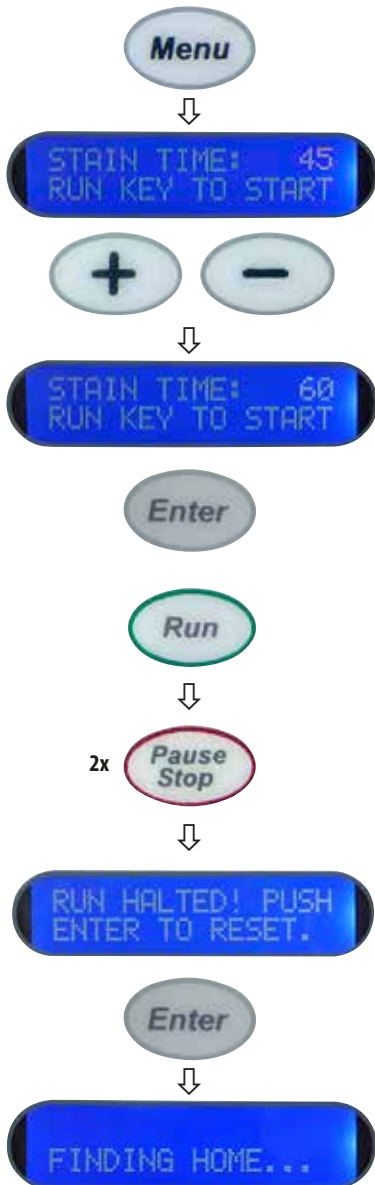 Menu
STAIN TIME: 45
RUN KEY TO START
+ −
STAIN TIME: 60
RUN KEY TO START
Enter
Run
2x Pause
Stop
RUN HALTED! PUSH
ENTER TO RESET.
Enter
FINDING HOME...